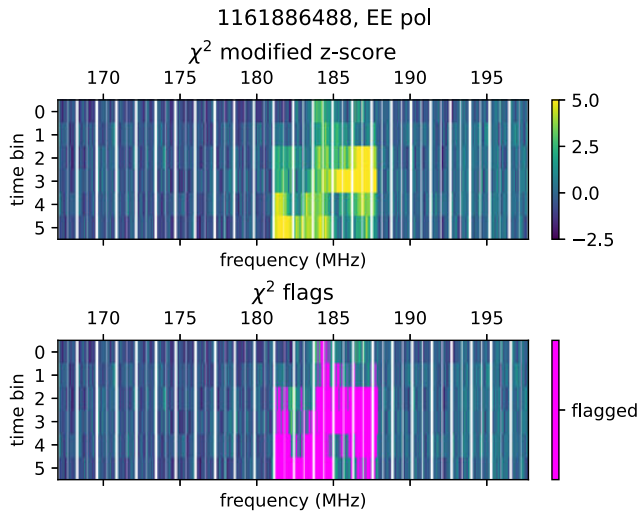 1161886488, EE pol
χ² modified z-score
170 175 180 185 190 195
0
1
2
3
4
5
time bin
frequency (MHz)
5.0
2.5
0.0
−2.5
χ² flags
170 175 180 185 190 195
0
1
2
3
4
5
time bin
frequency (MHz)
flagged